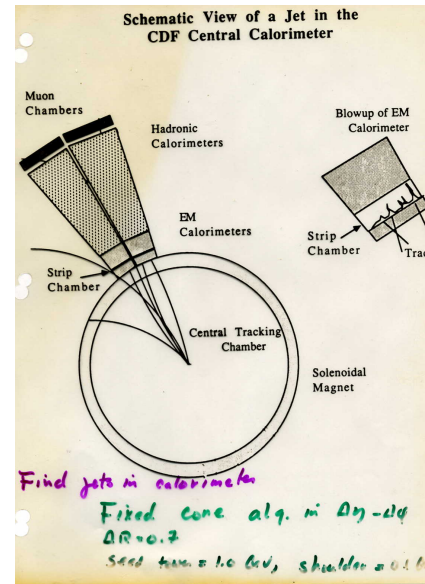 Schematic View of a Jet in the
CDF Central Calorimeter
Muon
Chambers
Hadronic
Calorimeters
Blowup of EM
Calorimeter
EM
Calorimeters
Strip
Chamber
Strip
Chamber
Trac
Central Tracking
Chamber
Solenoidal
Magnet
Find jets in calorimeter
Fixed cone alg. in Δη-Δφ
ΔR=0.7
Seed tower = 1.0 GeV, shoulder = 0.1